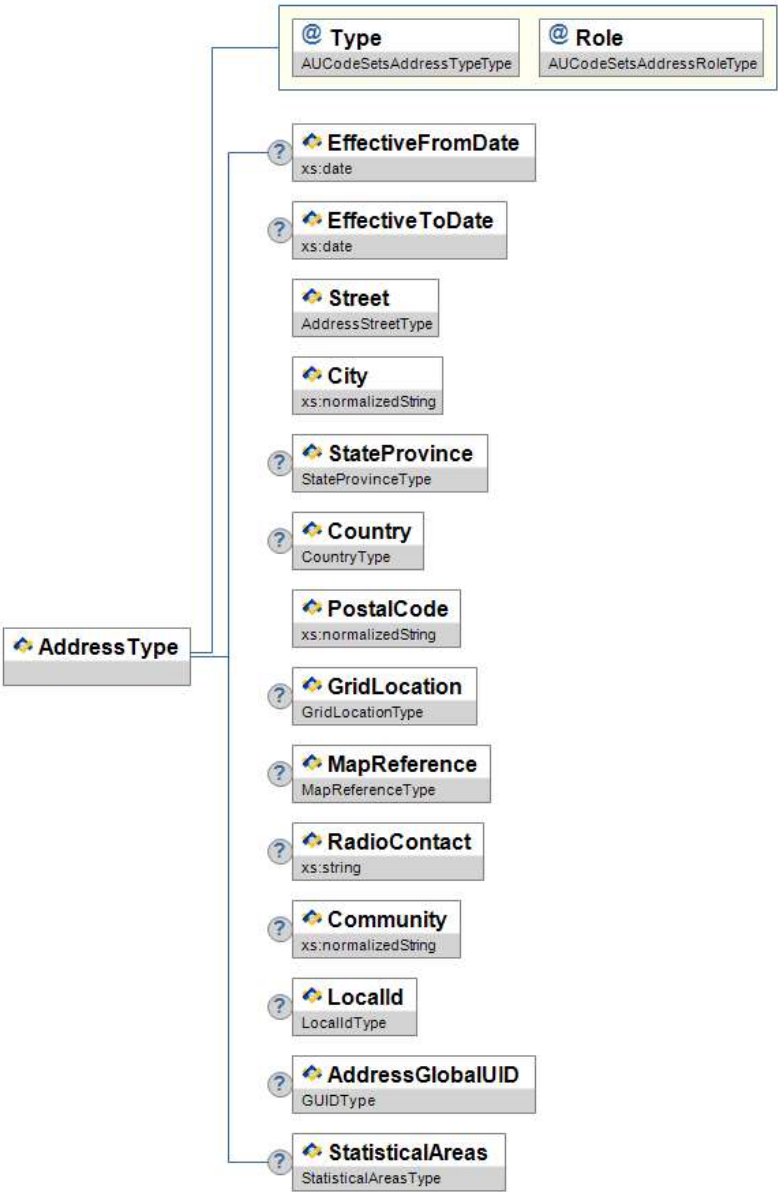 @ Type
AUCodeSetsAddressTypeType
@ Role
AUCodeSetsAddressRoleType
? EffectiveFromDate
xs:date
? EffectiveToDate
xs:date
Street
AddressStreetType
City
xs:normalizedString
? StateProvince
StateProvinceType
? Country
CountryType
PostalCode
xs:normalizedString
AddressType
? GridLocation
GridLocationType
? MapReference
MapReferenceType
? RadioContact
xs:string
? Community
xs:normalizedString
? LocalId
LocalIdType
? AddressGlobalUID
GUIDType
? StatisticalAreas
StatisticalAreasType